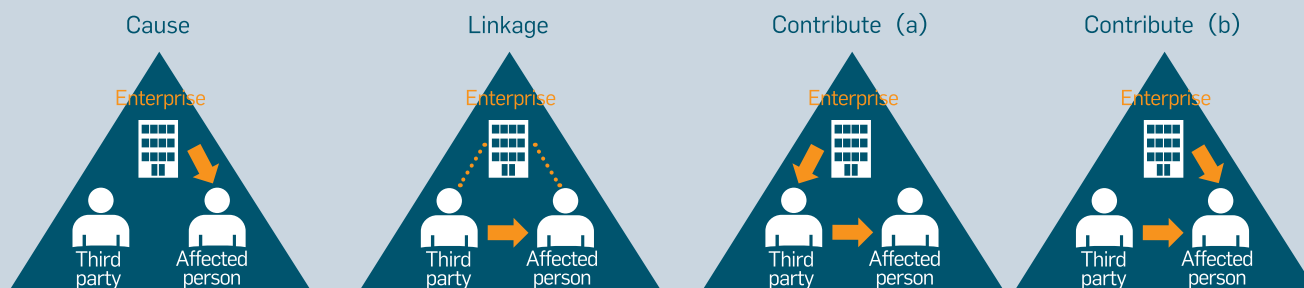 Cause
Enterprise
Third
party
Affected
person
Linkage
Enterprise
Third
party
Affected
person
Contribute (a)
Enterprise
Third
party
Affected
person
Contribute (b)
Enterprise
Third
party
Affected
person